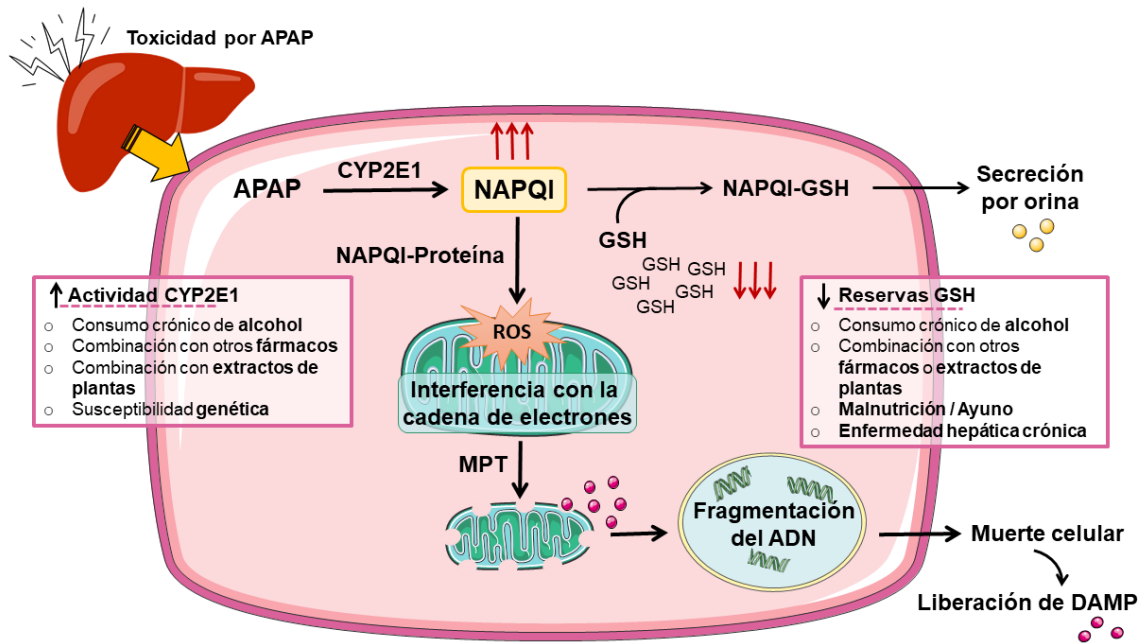 Toxicidad por APAP
APAP
CYP2E1
NAPQI
NAPQI-GSH
Secreción
por orina
GSH
GSH
GSH
GSH
GSH
GSH
NAPQI-Proteína
↑ Actividad CYP2E1
○ Consumo crónico de alcohol
○ Combinación con otros fármacos
○ Combinación con extractos de
plantas
○ Susceptibilidad genética
↓ Reservas GSH
○ Consumo crónico de alcohol
○ Combinación con otros
fármacos o extractos de
plantas
○ Malnutrición / Ayuno
○ Enfermedad hepática crónica
ROS
Interferencia con la
cadena de electrones
MPT
Fragmentación
del ADN
Muerte celular
Liberación de DAMP